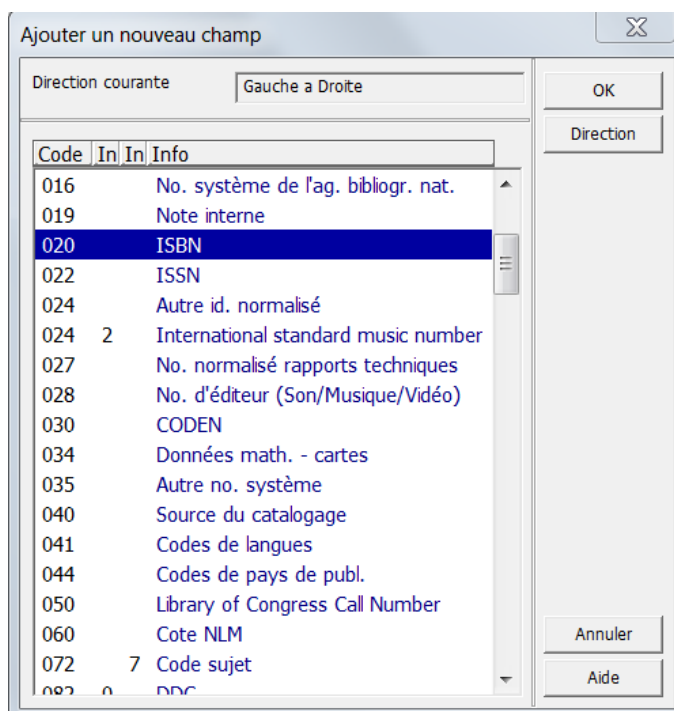 Ajouter un nouveau champ
Direction courante Gauche a Droite
OK
Direction
Code In In Info
016 No. système de l'ag. bibliogr. nat.
019 Note interne
020 ISBN
022 ISSN
024 Autre id. normalisé
024 2 International standard music number
027 No. normalisé rapports techniques
028 No. d'éditeur (Son/Musique/Vidéo)
030 CODEN
034 Données math. - cartes
035 Autre no. système
040 Source du catalogage
041 Codes de langues
044 Codes de pays de publ.
050 Library of Congress Call Number
060 Cote NLM
072 7 Code sujet
082 0 DDC
Annuler
Aide